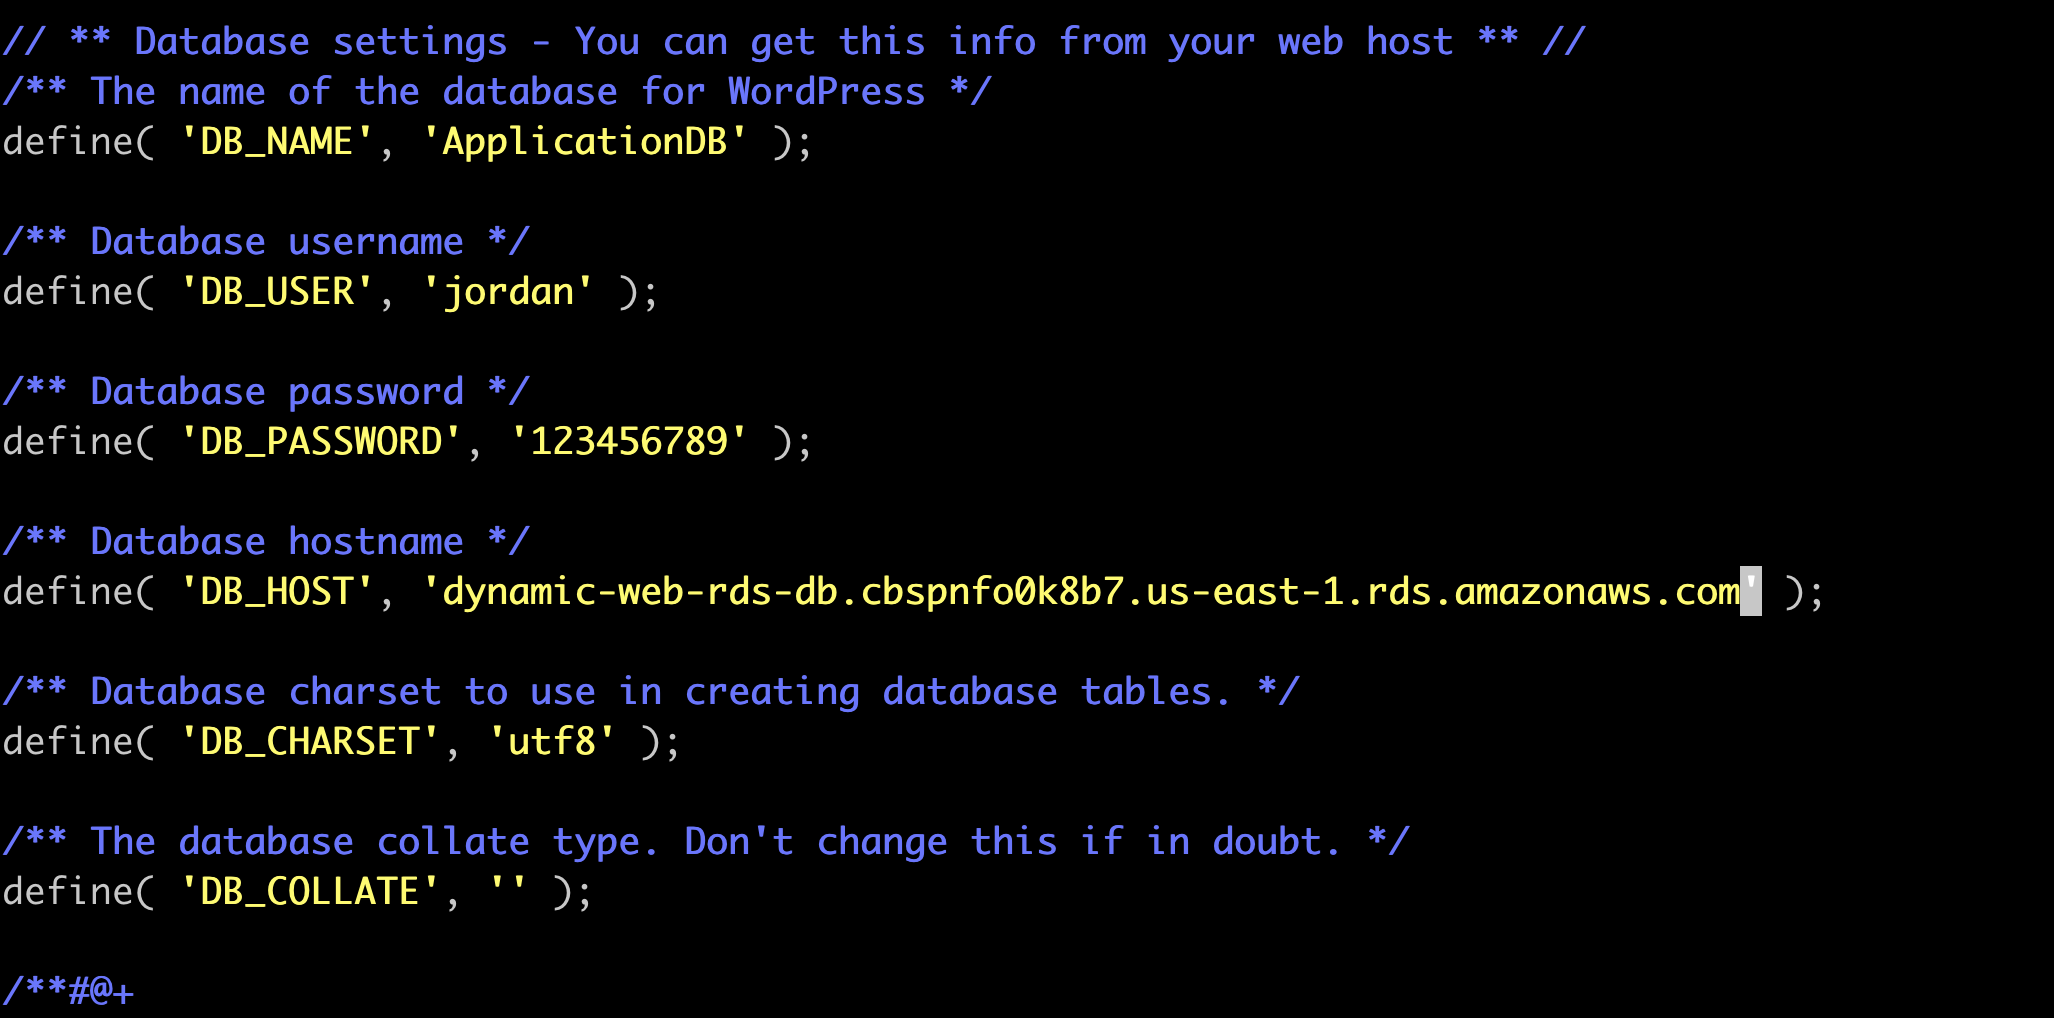 // ** Database settings - You can get this info from your web host ** //
/** The name of the database for WordPress */
define( 'DB_NAME', 'ApplicationDB' );
/** Database username */
define( 'DB_USER', 'jordan' );
/** Database password */
define( 'DB_PASSWORD', '123456789' );
/** Database hostname */
define( 'DB_HOST', 'dynamic-web-rds-db.cbspnfo0k8b7.us-east-1.rds.amazonaws.com' );
/** Database charset to use in creating database tables. */
define( 'DB_CHARSET', 'utf8' );
/** The database collate type. Don't change this if in doubt. */
define( 'DB_COLLATE', '' );
/**#@+